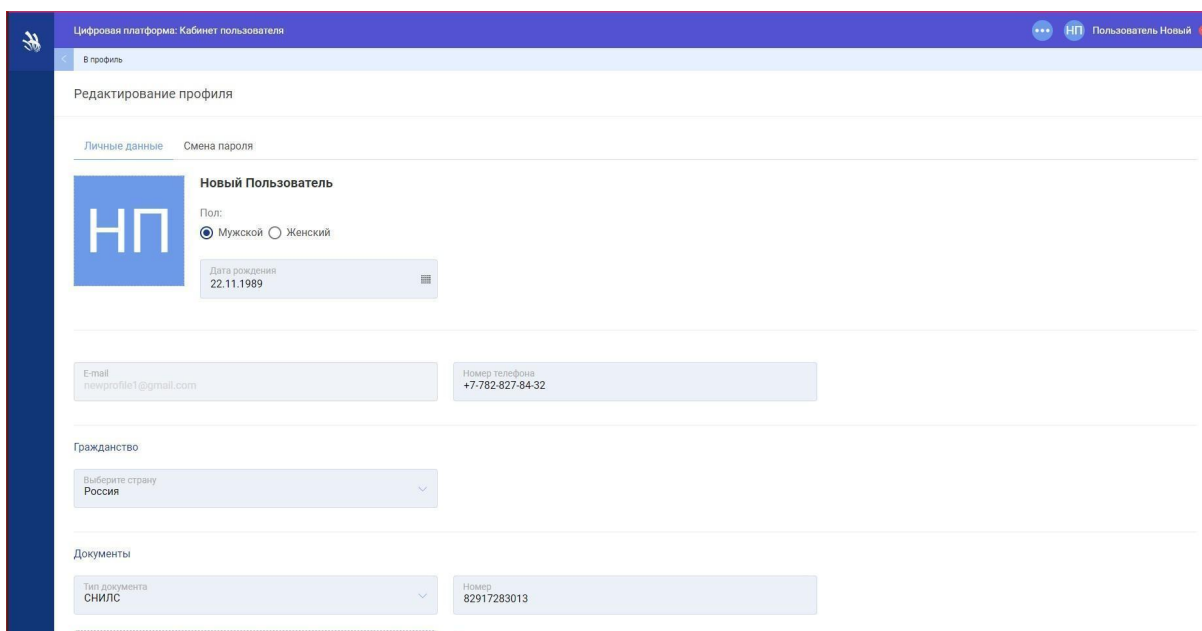 Цифровая платформа: Кабинет пользователя
НП Пользователь Новый
В профиль
Редактирование профиля
Личные данные Смена пароля
НП
Новый Пользователь
Пол:
Мужской Женский
Дата рождения
22.11.1989
E-mail
newprofile1@gmail.com
Номер телефона
+7-782-827-84-32
Гражданство
Выберите страну
Россия
Документы
Тип документа
СНИЛС
Номер
82917283013